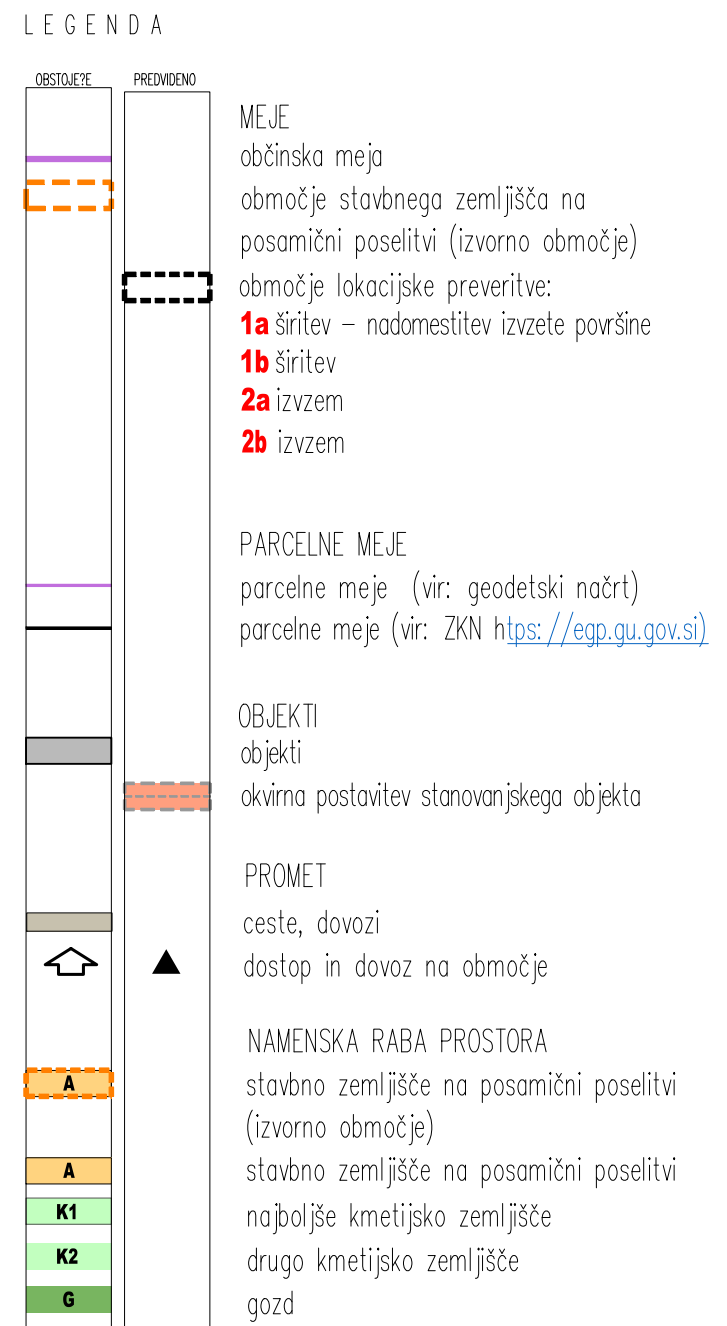 LEGENDA
OBSTOJE?E PREDVIDENO
MEJE
občinska meja
območje stavbnega zemljišča na
posamični poselitvi (izvorno območje)
območje lokacijske preveritve:
1a širitev – nadomestitev izvzete površine
1b širitev
2a izvzem
2b izvzem
PARCELNE MEJE
parcelne meje (vir: geodetski načrt)
parcelne meje (vir: ZKN htps://egp.gu.gov.si)
OBJEKTI
objekti
okvirna postavitev stanovanjskega objekta
PROMET
ceste, dovozi
dostop in dovoz na območje
NAMENSKA RABA PROSTORA
A stavbno zemljišče na posamični poselitvi
(izvorno območje)
A stavbno zemljišče na posamični poselitvi
K1 najboljše kmetijsko zemljišče
K2 drugo kmetijsko zemljišče
G gozd